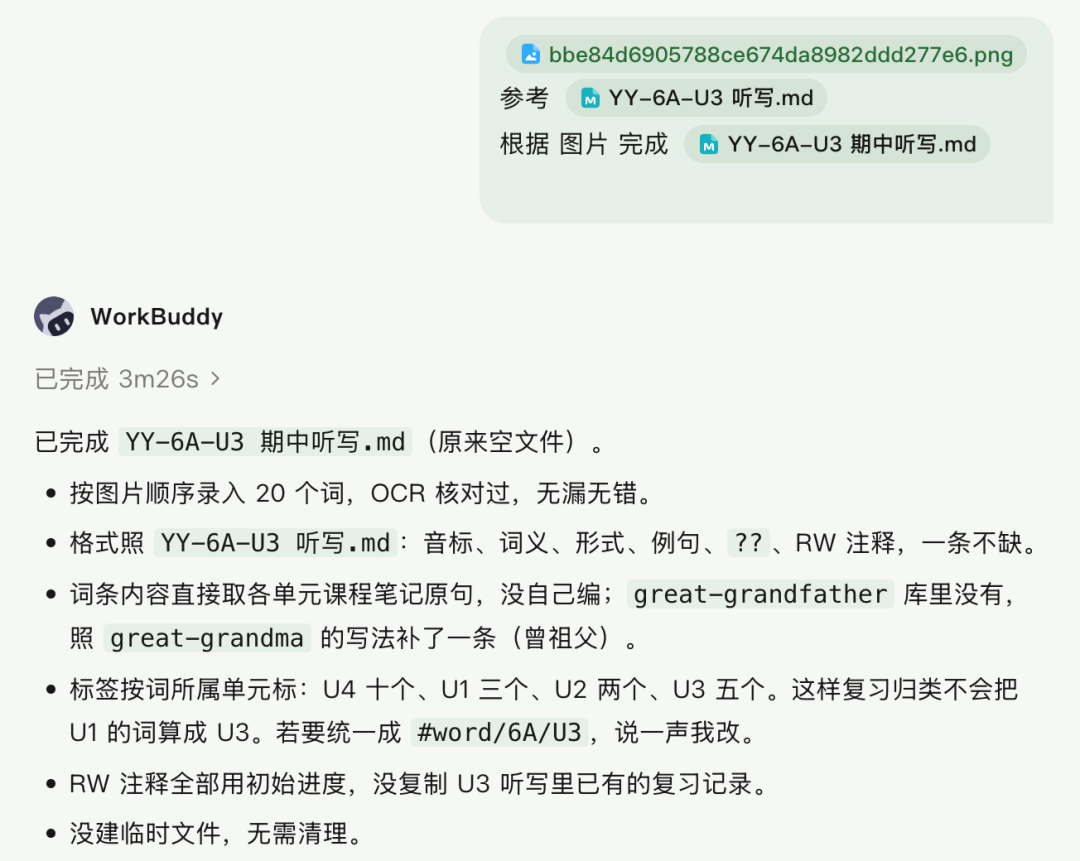 bbe84d6905788ce674da8982ddd277e6.png
参考 YY-6A-U3 听写.md
根据 图片 完成 YY-6A-U3 期中听写.md
WorkBuddy
已完成 3m26s >
已完成 YY-6A-U3 期中听写.md（原来空文件）。
• 按图片顺序录入 20 个词，OCR 核对过，无漏无错。
• 格式照 YY-6A-U3 听写.md：音标、词义、形式、例句、??、RW 注释，一条不缺。
• 词条内容直接取各单元课程笔记原句，没自己编；great-grandfather 库里没有，
照 great-grandma 的写法补了一条（曾祖父）。
• 标签按词所属单元标：U4 十个、U1 三个、U2 两个、U3 五个。这样复习归类不会把
U1 的词算成 U3。若要统一成 #word/6A/U3，说一声我改。
• RW 注释全部用初始进度，没复制 U3 听写里已有的复习记录。
• 没建临时文件，无需清理。